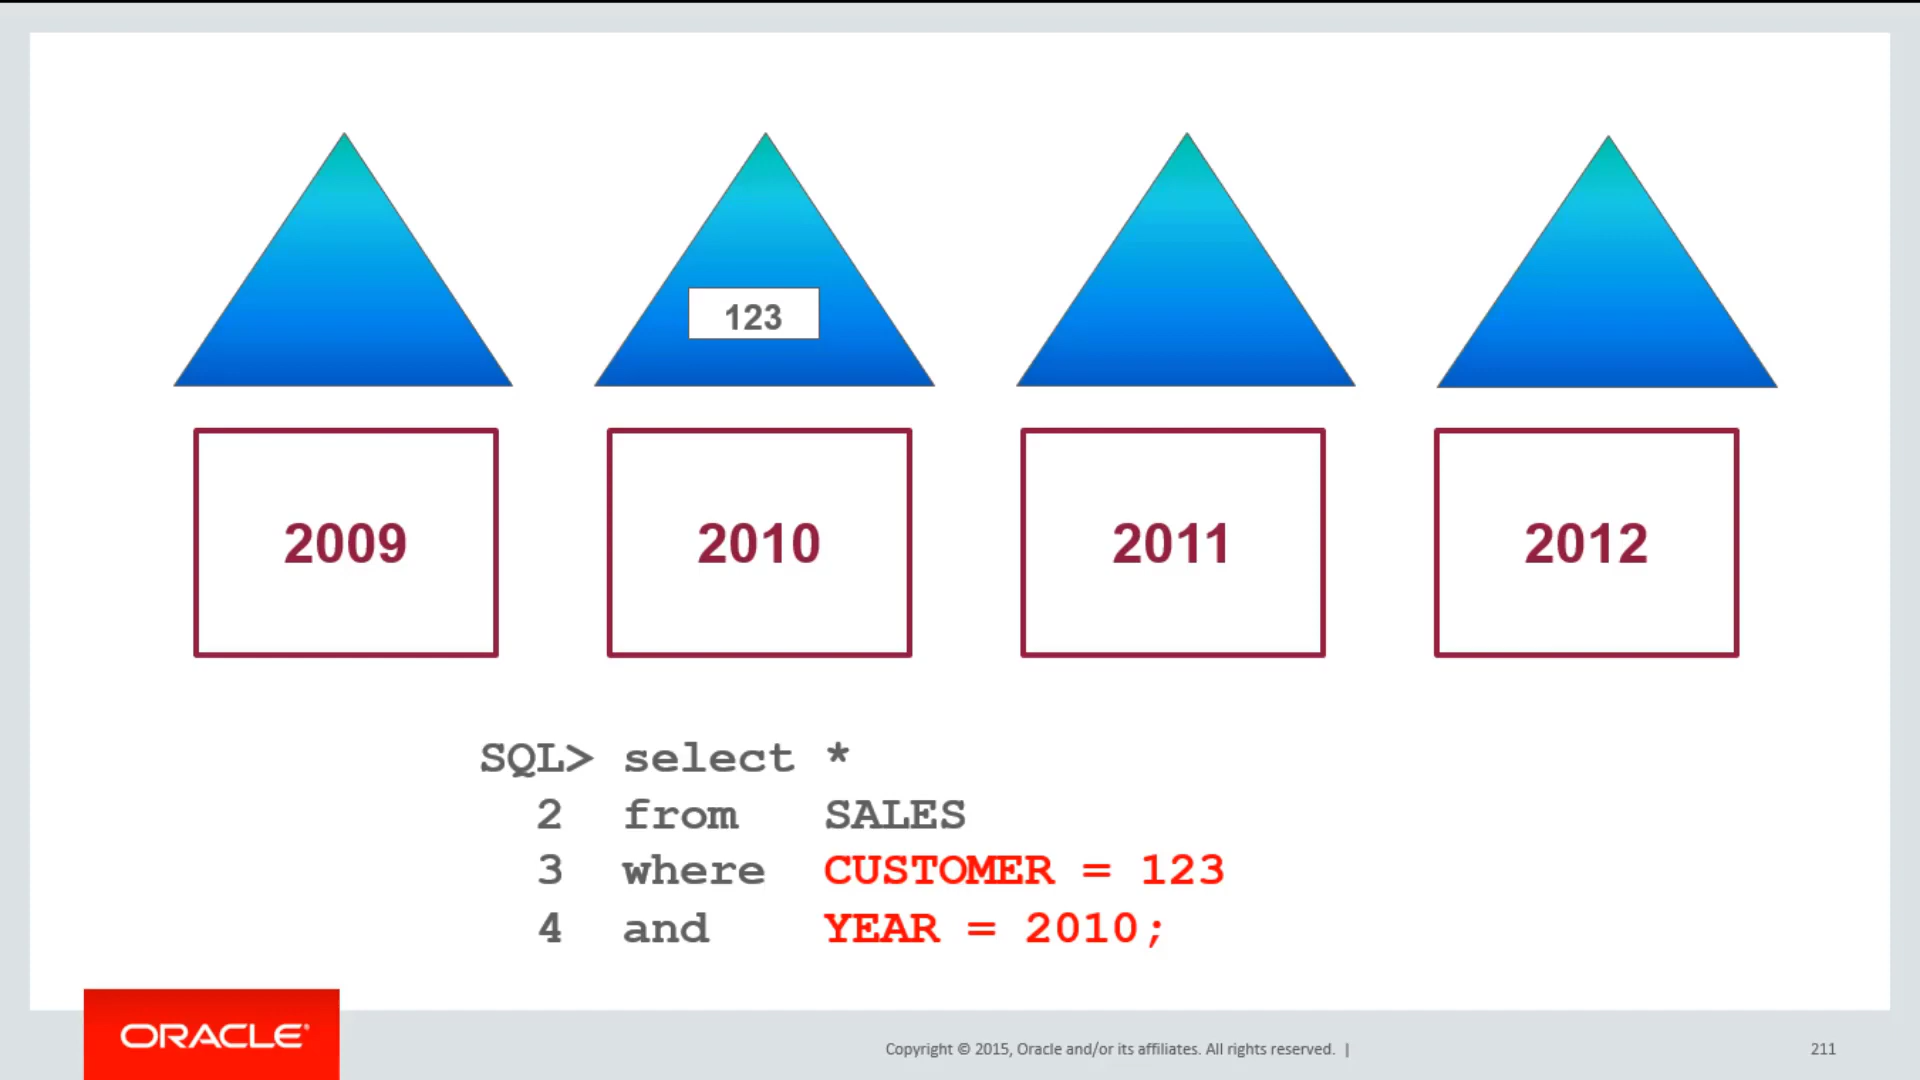 123
2009
2010
2011
2012
SQL> select *
2 from SALES
3 where CUSTOMER = 123
4 and YEAR = 2010;
ORACLE®
Copyright © 2015, Oracle and/or its affiliates. All rights reserved. |
211